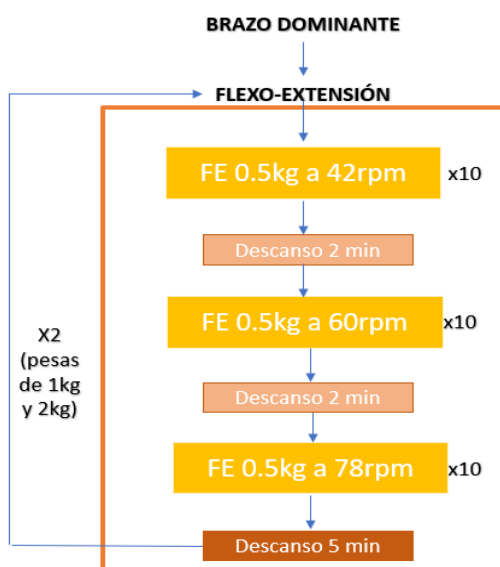 BRAZO DOMINANTE
FLEXO-EXTENSIÓN
FE 0.5kg a 42rpm
x10
Descanso 2 min
FE 0.5kg a 60rpm
x10
X2
(pesas
de 1kg
y 2kg)
Descanso 2 min
FE 0.5kg a 78rpm
x10
Descanso 5 min